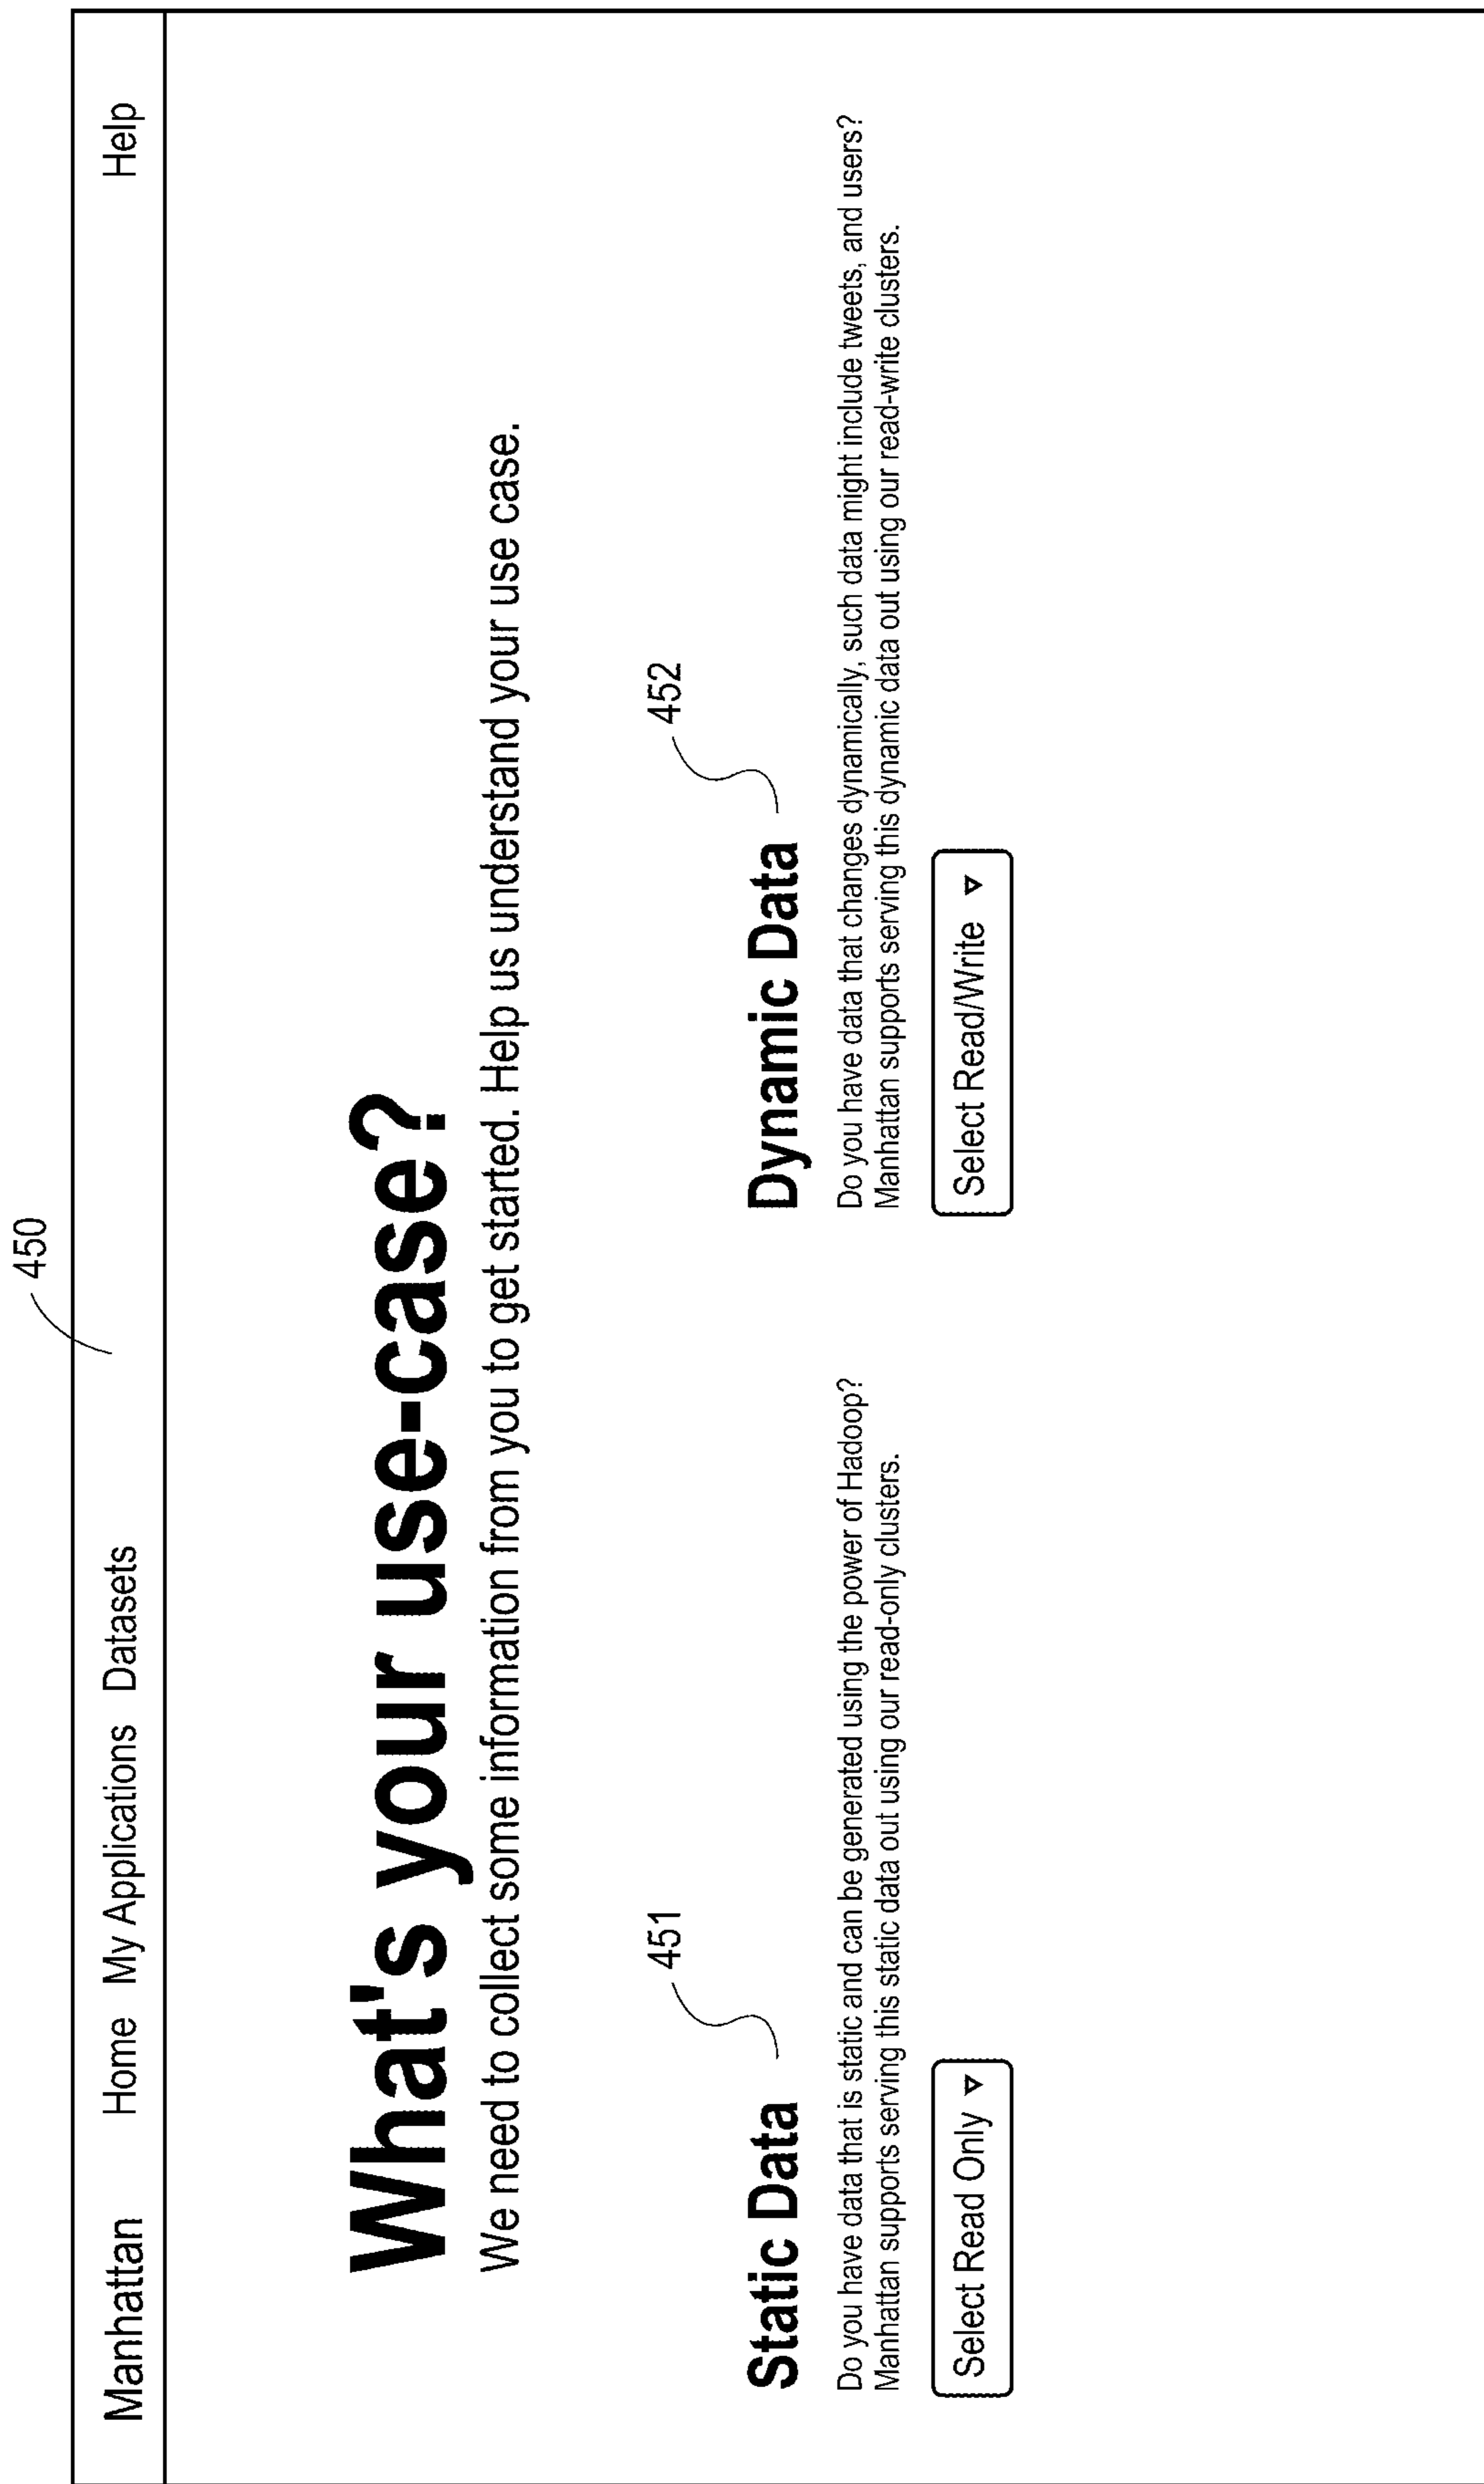 450
Manhattan Home My Applications Datasets Help
What's your use-case?
We need to collect some information from you to get started. Help us understand your use case.
451
Static Data
Do you have data that is static and can be generated using the power of Hadoop?
Manhattan supports serving this static data out using our read-only clusters.
Select Read Only
452
Dynamic Data
Do you have data that changes dynamically, such data might include tweets, and users?
Manhattan supports serving this dynamic data out using our read-write clusters.
Select Read/Write